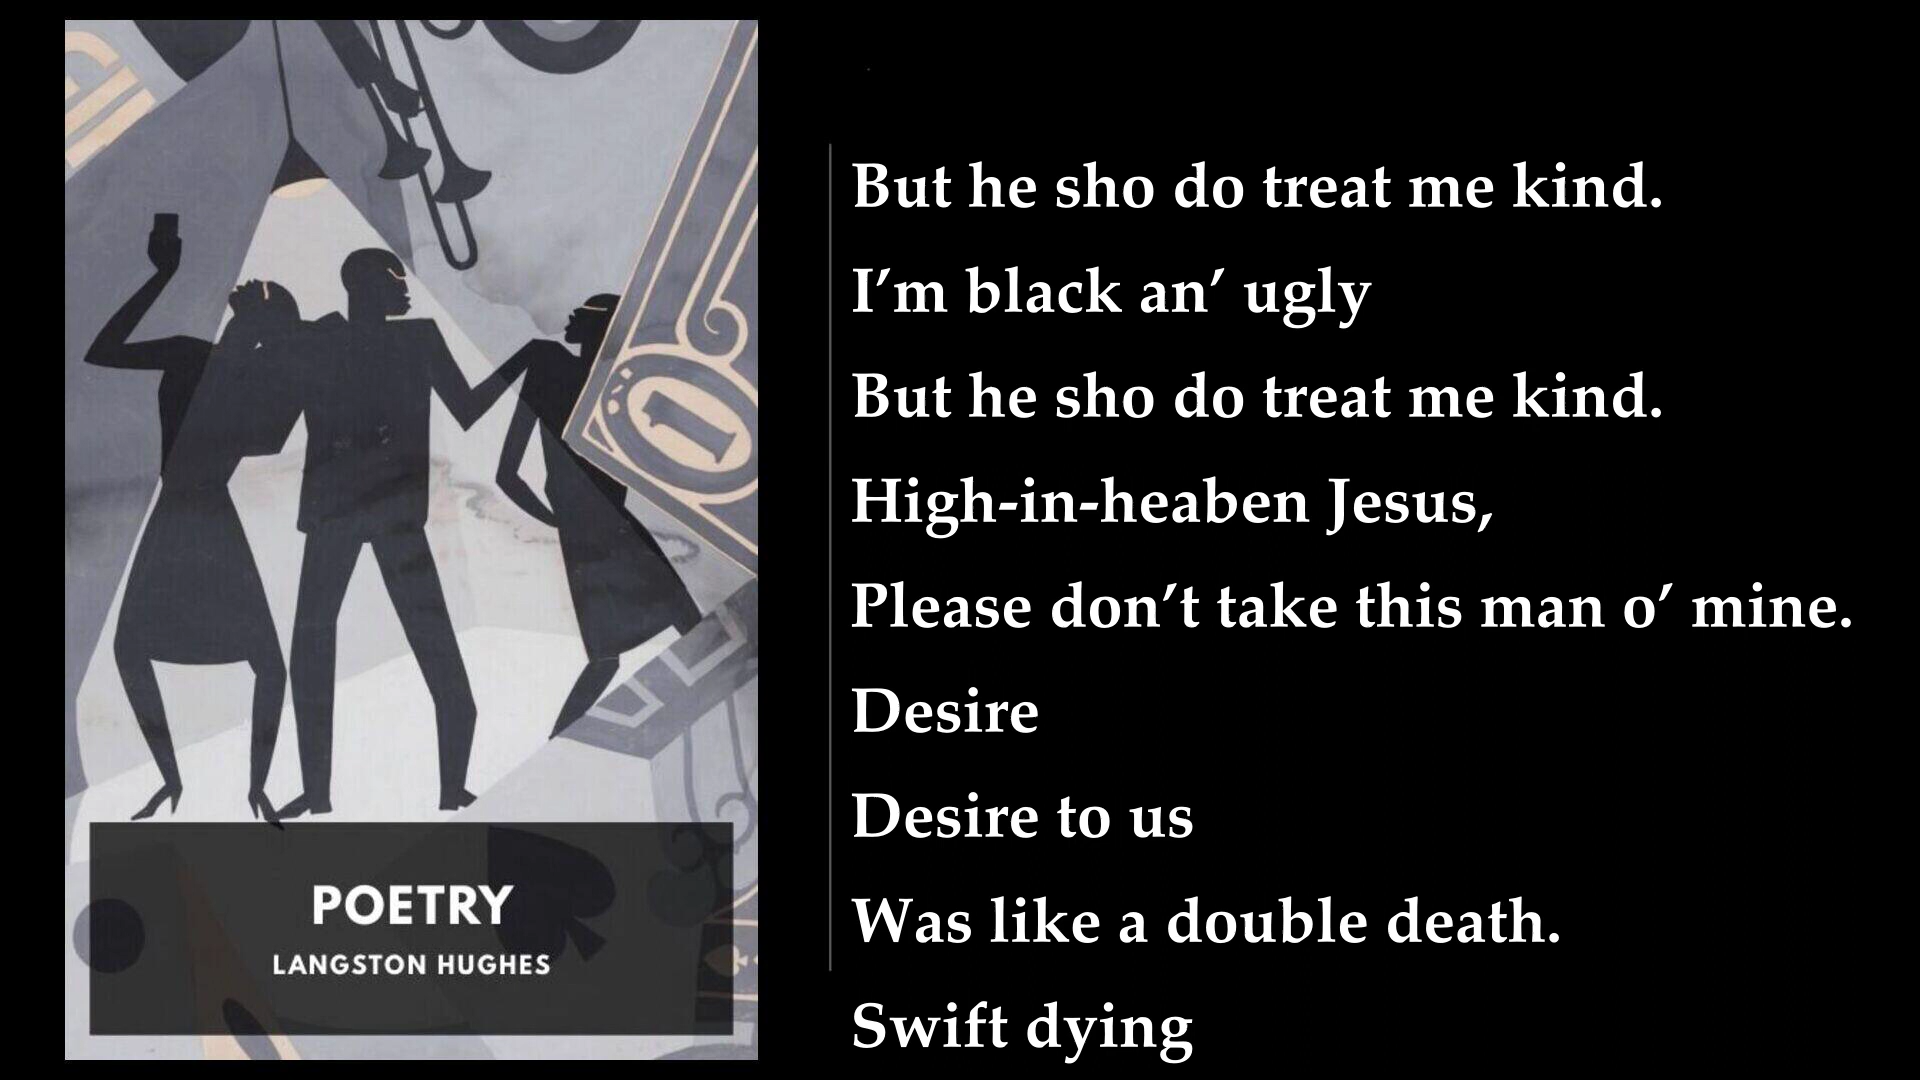 But he sho do treat me kind.
I’m black an’ ugly
But he sho do treat me kind.
High-in-heaben Jesus,
Please don’t take this man o’ mine.
Desire
Desire to us
Was like a double death.
Swift dying
1
POETRY
LANGSTON HUGHES